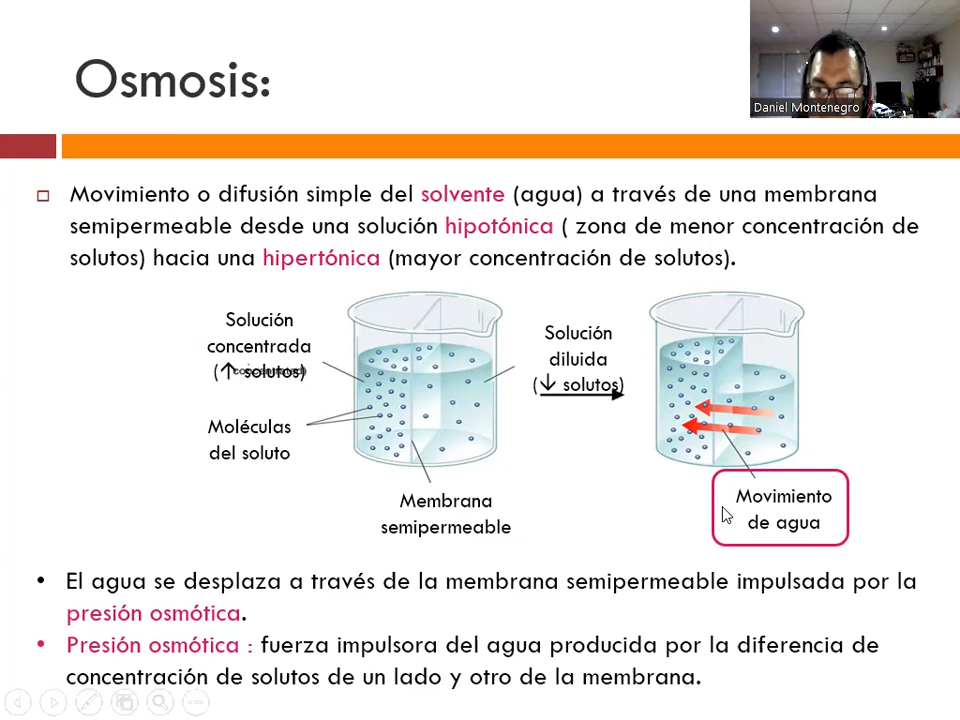 Osmosis:
Daniel Montenegro
Movimiento o difusión simple del solvente (agua) a través de una membrana
semipermeable desde una solución hipotónica ( zona de menor concentración de
solutos) hacia una hipertónica (mayor concentración de solutos).
Solución
concentrada
(↑ solutos)
Moléculas
del soluto
Membrana
semipermeable
Solución
diluida
(↓ solutos)
Movimiento
de agua
• El agua se desplaza a través de la membrana semipermeable impulsada por la
presión osmótica.
• Presión osmótica : fuerza impulsora del agua producida por la diferencia de
concentración de solutos de un lado y otro de la membrana.